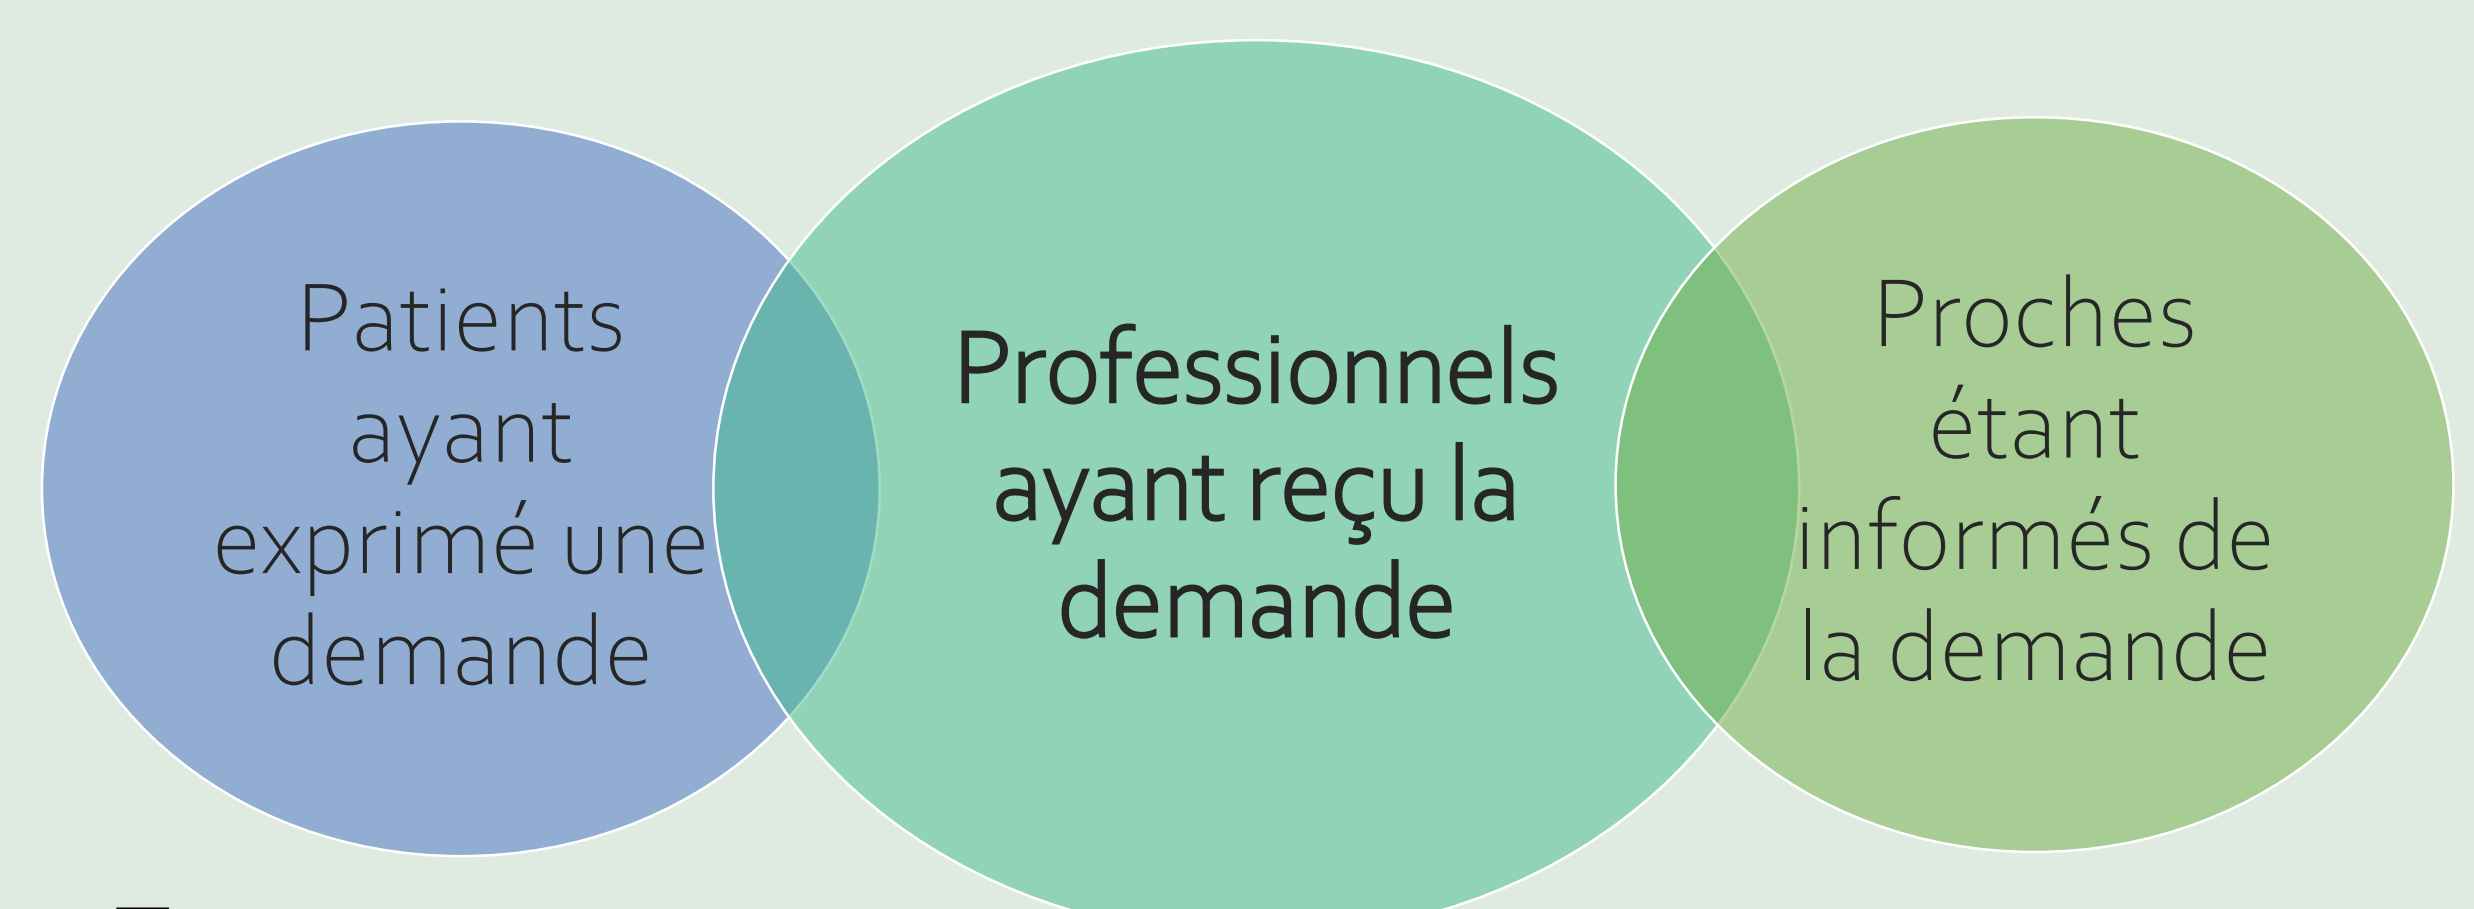 Patients
ayant
exprimé une
demande
Professionnels
ayant reçu la
demande
Proches
étant
informés de
la demande